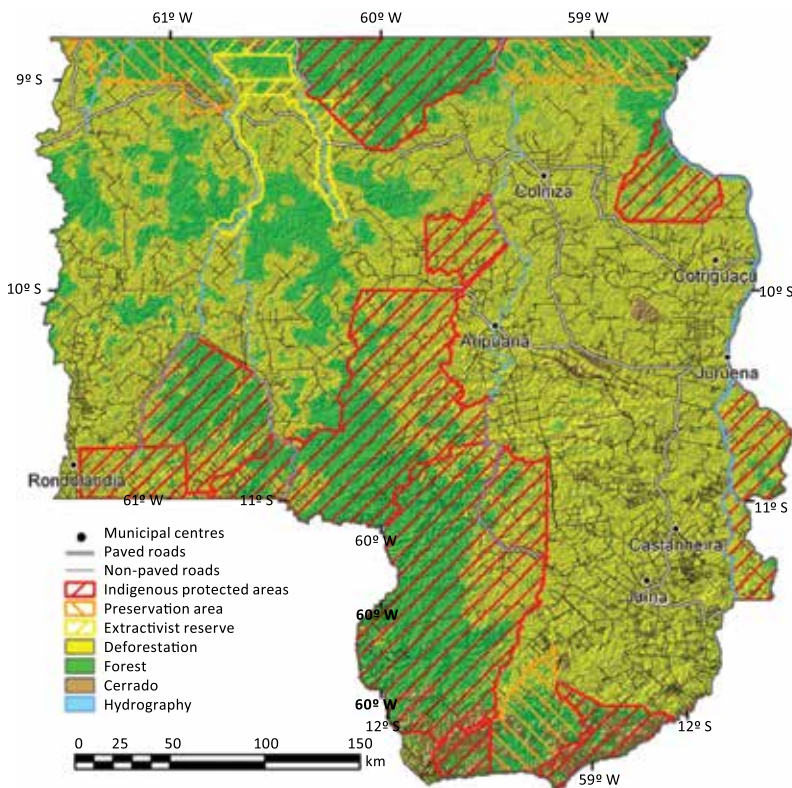 61º W 60º W 59º W
9º S
Colniza
Cotriguaçu
10º S 10º S
Aripuanã
Juruena
Rondolândia
61º W 11º S 11º S
Municipal centres
Paved roads
Non-paved roads
Indigenous protected areas
Preservation area
Extractivist reserve
Deforestation
Forest
Cerrado
Hydrography
60º W
Castanheira
60º W
Juína
60º W
12º S 12º S
0 25 50 100 150
km
59º W